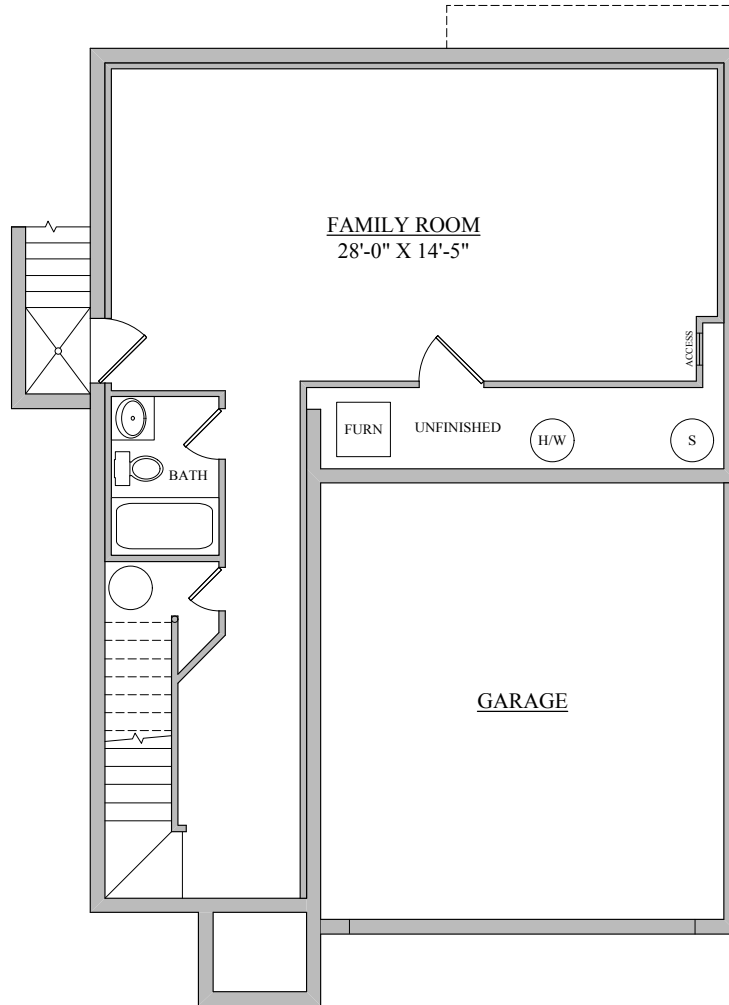 FAMILY ROOM
28'-0" X 14'-5"
ACCESS
FURN
UNFINISHED
H/W
S
BATH
GARAGE